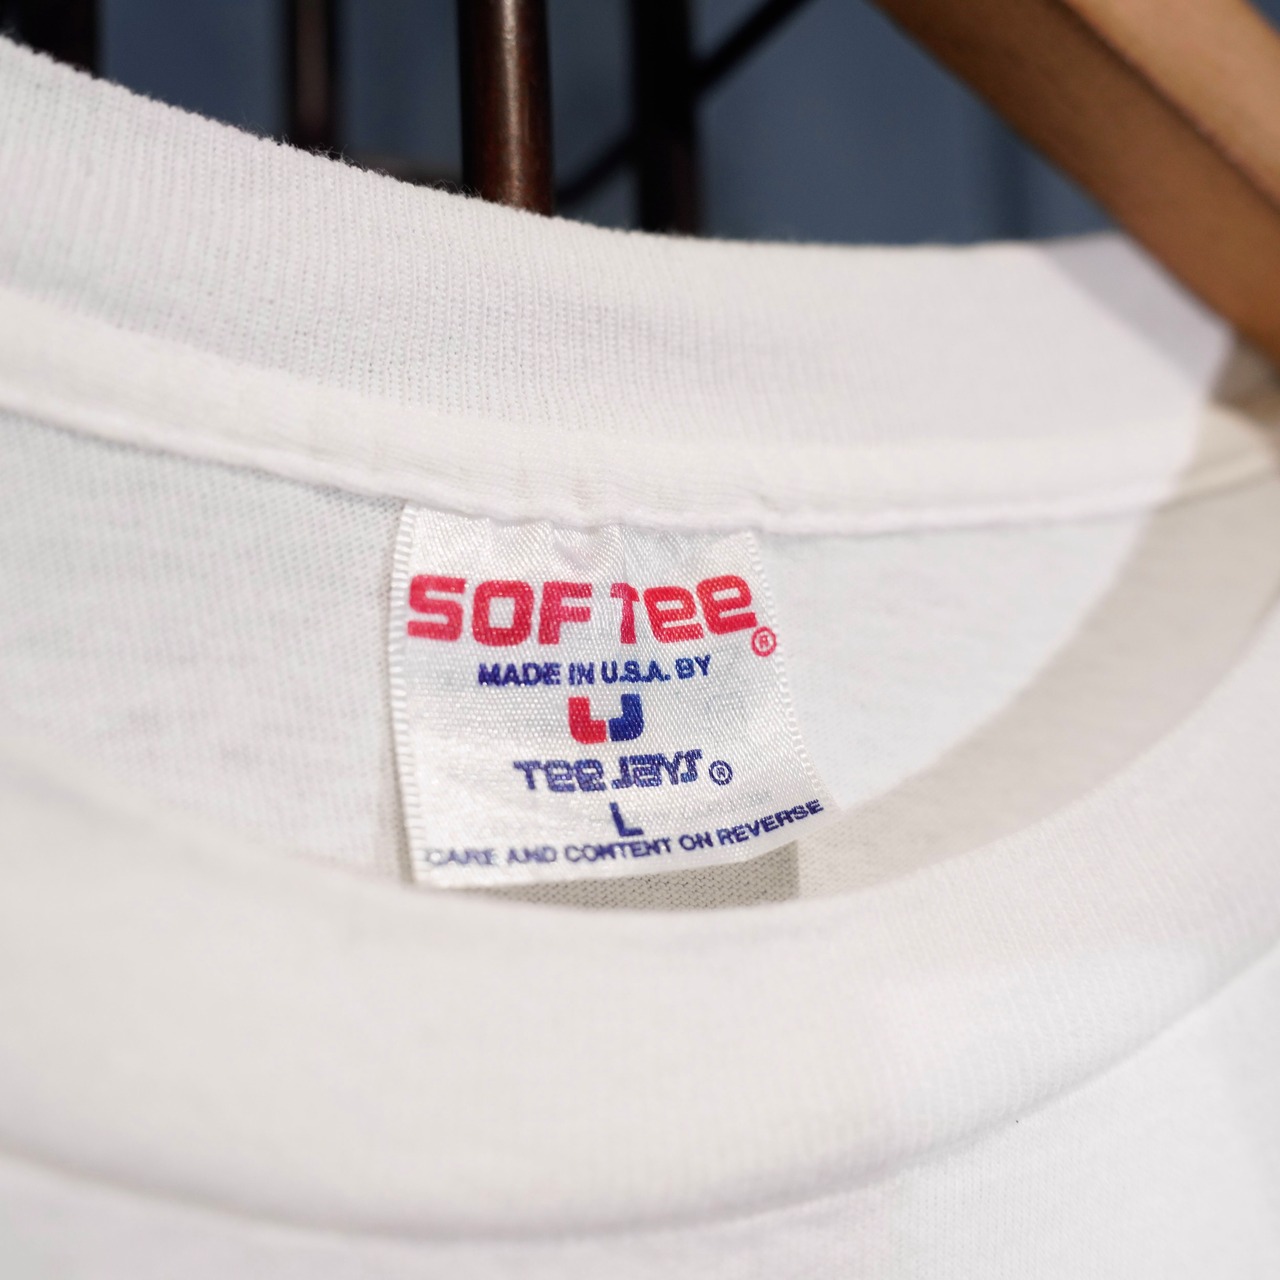 SOF Tee®
MADE IN U.S.A. BY
Tee JAYS®
L
CARE AND CONTENT ON REVERSE